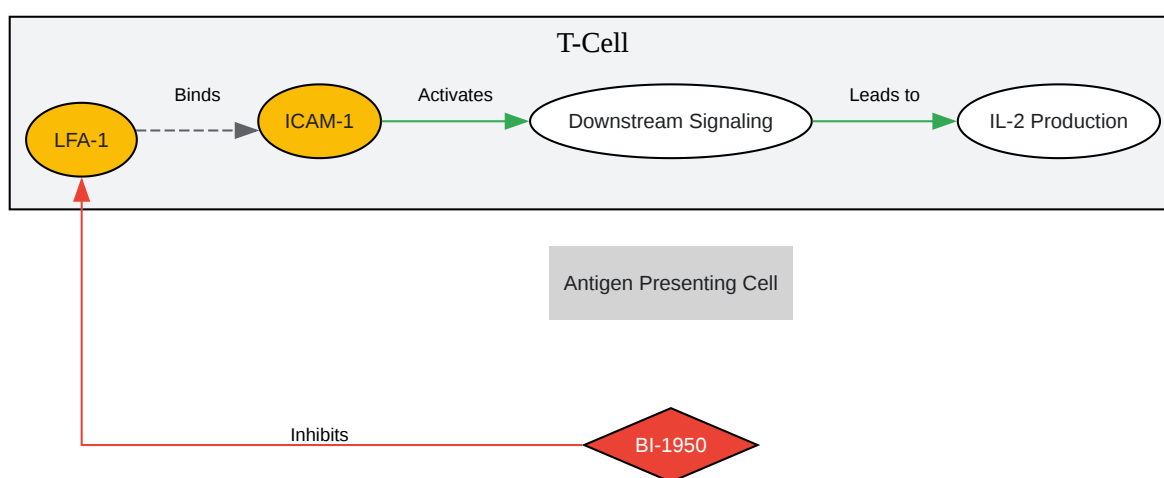 T-Cell
Binds
Activates
Leads to
LFA-1
ICAM-1
Downstream Signaling
IL-2 Production
Antigen Presenting Cell
Inhibits
BI-1950